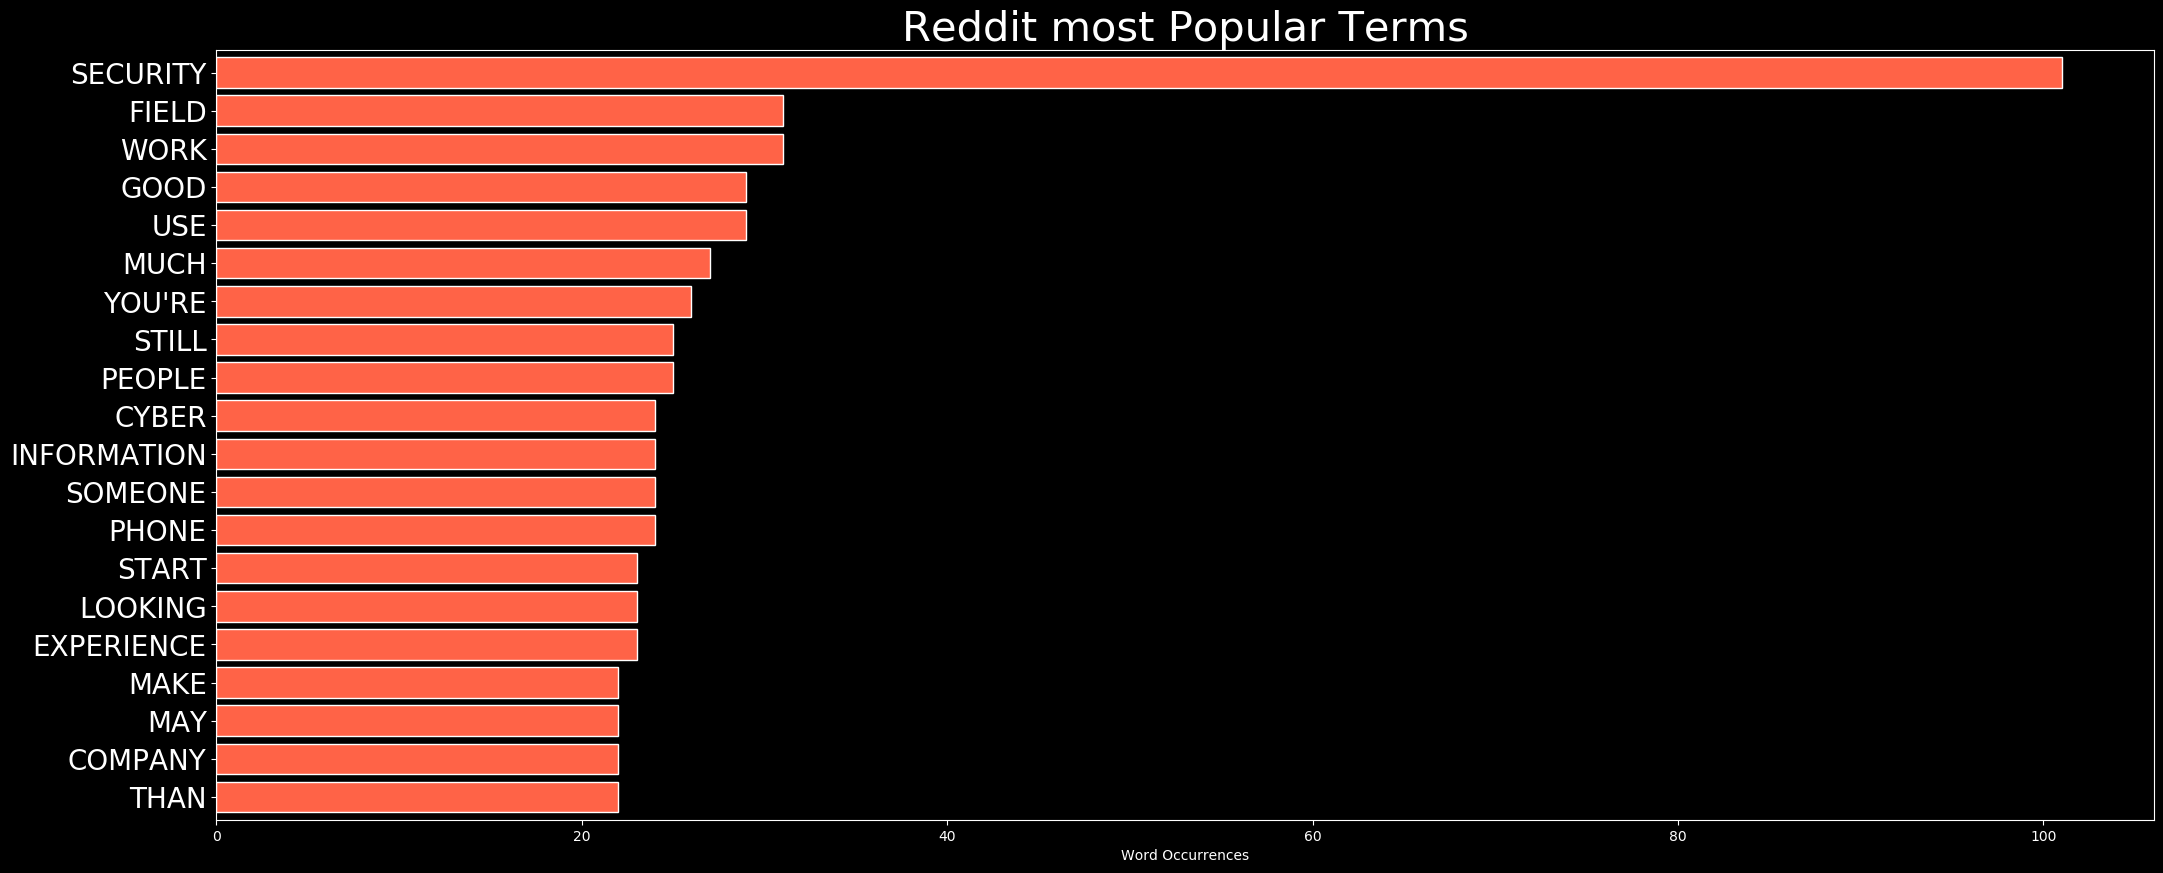 Reddit most Popular Terms
SECURITY
FIELD
WORK
GOOD
USE
MUCH
YOU'RE
STILL
PEOPLE
CYBER
INFORMATION
SOMEONE
PHONE
START
LOOKING
EXPERIENCE
MAKE
MAY
COMPANY
THAN
0 20 40 60 80 100
Word Occurrences